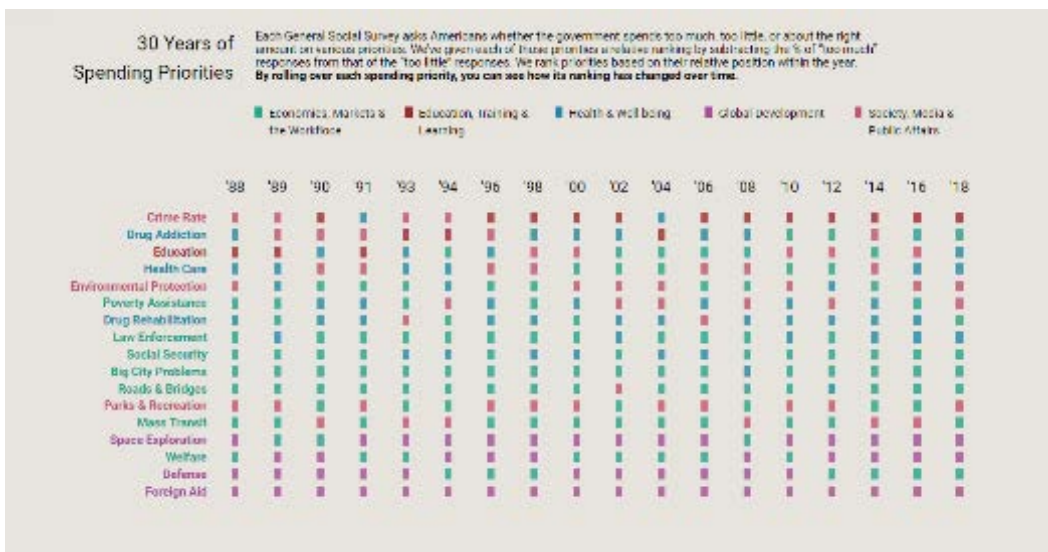 30 Years of
Spending Priorities
Each General Social Survey asks Americans whether the government spends too much, too little, or about the right
amount on various priorities. We've given each of those priorities a relative ranking by subtracting the % of "too much"
responses from that of the "too little" responses. We rank priorities based on their relative position within the year.
By rolling over each spending priority, you can see how its ranking has changed over time.
Economics, Markets &
the Workforce
Education, Training &
Learning
Health & Well being
Global Development
Society, Media &
Public Affairs
'88 '89 '90 '91 '93 '94 '96 '98 '00 '02 '04 '06 '08 '10 '12 '14 '16 '18
Crime Rate
Drug Addiction
Education
Health Care
Environmental Protection
Poverty Assistance
Drug Rehabilitation
Law Enforcement
Social Security
Big City Problems
Roads & Bridges
Parks & Recreation
Mass Transit
Space Exploration
Welfare
Defense
Foreign Aid